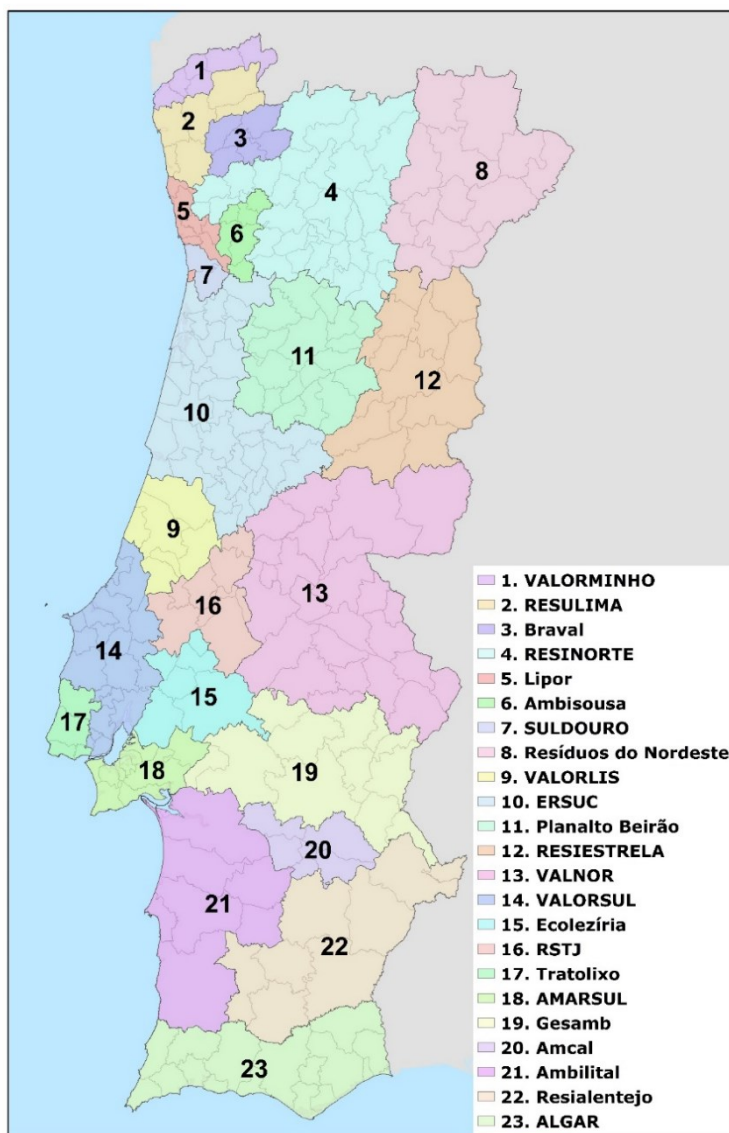 1
2
3
4
8
5
6
7
11
12
10
9
13
16
14
15
17
18
19
20
21
22
23
1. VALORMINHO
2. RESULIMA
3. Braval
4. RESINORTE
5. Lipor
6. Ambisousa
7. SULDOURO
8. Resíduos do Nordeste
9. VALORLIS
10. ERSUC
11. Planalto Beirão
12. RESIESTRELA
13. VALNOR
14. VALORSUL
15. Ecolezíria
16. RSTJ
17. Tratolixo
18. AMARSUL
19. Gesamb
20. Amcal
21. Ambilital
22. Resialentejo
23. ALGAR